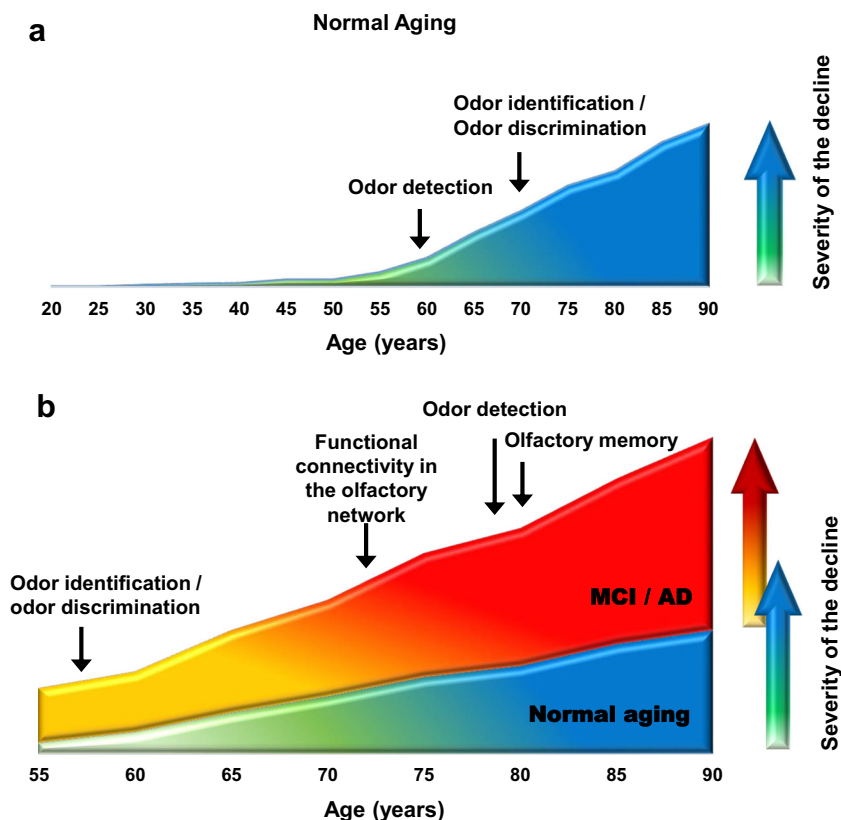 a
Normal Aging
Odor identification /
Odor discrimination
Odor detection
Severity of the decline
20 25 30 35 40 45 50 55 60 65 70 75 80 85 90
Age (years)
b
Odor detection
Olfactory memory
Functional
connectivity in
the olfactory
network
Odor identification /
odor discrimination
MCI / AD
Normal aging
Severity of the decline
55 60 65 70 75 80 85 90
Age (years)